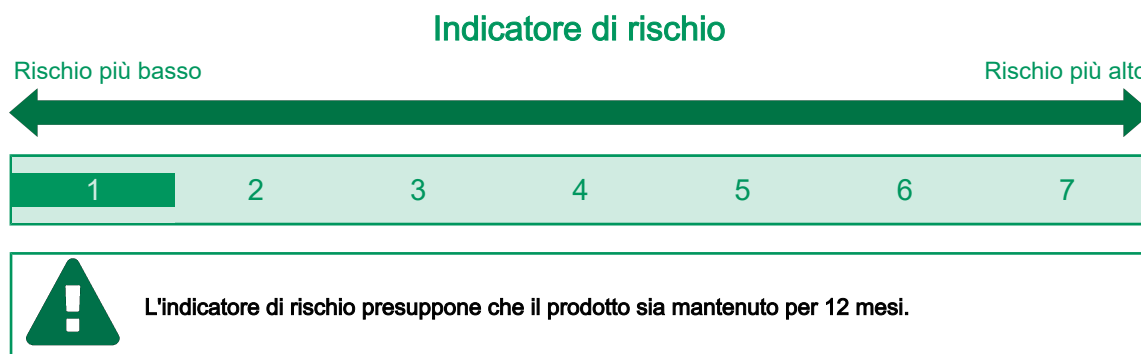 Indicatore di rischio
Rischio più basso Rischio più alto
1 2 3 4 5 6 7
L'indicatore di rischio presuppone che il prodotto sia mantenuto per 12 mesi.